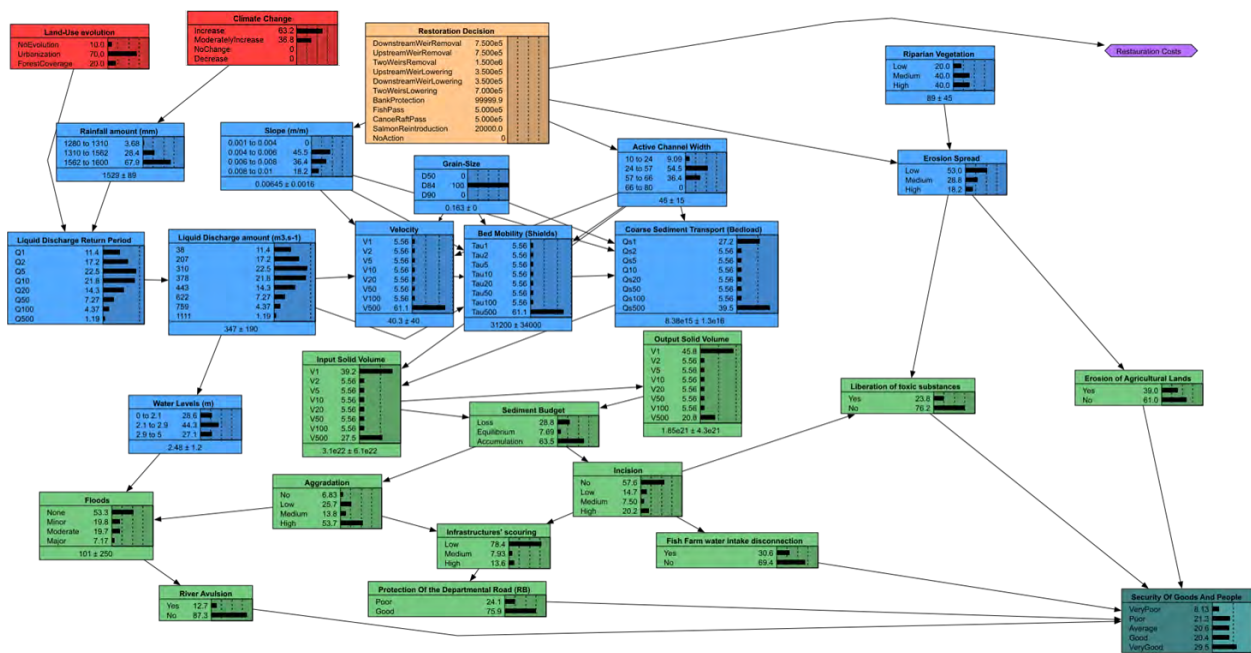 Land-Use evolution
NoEvolution 10.0
Urbanization 70.0
ForestCoverage 20.0
Climate Change
Increase 63.2
ModeratelyIncrease 36.8
NoChange 0
Decrease 0
Restoration Decision
DownstreamWeirRemoval 7.500e5
UpstreamWeirRemoval 7.500e5
TwoWeirsRemoval 1.500e6
UpstreamWeirLowering 3.500e5
DownstreamWeirLowering 3.500e5
TwoWeirsLowering 7.000e5
BankProtection 99999.9
FishPass 5.000e5
CanoeRaftPass 5.000e5
SalmonReintroduction 20000.0
NoAction 0
Restauration Costs
Riparian Vegetation
Low 20.0
Medium 40.0
High 40.0
89 ± 45
Rainfall amount (mm)
1280 to 1310 3.68
1310 to 1562 28.4
1562 to 1600 67.9
1529 ± 89
Slope (m/m)
0.001 to 0.004 0
0.004 to 0.006 45.5
0.006 to 0.008 36.4
0.008 to 0.01 18.2
0.00645 ± 0.0016
Grain-Size
D50 0
D84 100
D90 0
0.163 ± 0
Active Channel Width
10 to 24 9.09
24 to 57 54.5
57 to 66 36.4
66 to 80 0
46 ± 15
Erosion Spread
Low 53.0
Medium 28.8
High 18.2
Liquid Discharge Return Period
Q1 11.4
Q2 17.2
Q5 22.5
Q10 21.8
Q20 14.3
Q50 7.27
Q100 4.37
Q500 1.19
Liquid Discharge amount (m3.s-1)
38 11.4
207 17.2
310 22.5
378 21.8
443 14.3
622 7.27
759 4.37
1111 1.19
347 ± 190
Velocity
V1 5.56
V2 5.56
V5 5.56
V10 5.56
V20 5.56
V50 5.56
V100 5.56
V500 61.1
40.3 ± 40
Bed Mobility (Shields)
Tau1 5.56
Tau2 5.56
Tau5 5.56
Tau10 5.56
Tau20 5.56
Tau50 5.56
Tau100 5.56
Tau500 61.1
31200 ± 34000
Coarse Sediment Transport (Bedload)
Qs1 27.2
Qs2 5.56
Qs5 5.56
Q10 5.56
Qs20 5.56
Qs50 5.56
Qs100 5.56
Qs500 39.5
8.38e15 ± 1.3e16
Input Solid Volume
V1 39.2
V2 5.56
V5 5.56
V10 5.56
V20 5.56
V50 5.56
V100 5.56
V500 27.5
3.1e22 ± 6.1e22
Output Solid Volume
V1 45.8
V2 5.56
V5 5.56
V10 5.56
V20 5.56
V50 5.56
V100 5.56
V500 20.8
1.65e21 ± 4.3e21
Liberation of toxic substances
Yes 23.8
No 76.2
Erosion of Agricultural Lands
Yes 39.0
No 61.0
Water Levels (m)
0 to 2.1 28.6
2.1 to 2.9 44.3
2.9 to 5 27.1
2.48 ± 1.2
Sediment Budget
Loss 28.8
Equilibrium 7.69
Accumulation 63.5
Aggradation
No 6.83
Low 25.7
Medium 13.8
High 53.7
Incision
No 57.6
Low 14.7
Medium 7.50
High 20.2
Floods
None 53.3
Minor 19.8
Moderate 19.7
Major 7.17
101 ± 250
Infrastructures' scouring
Low 78.4
Medium 7.93
High 13.6
Fish Farm water intake disconnection
Yes 30.6
No 69.4
River Avulsion
Yes 12.7
No 87.3
Protection Of the Departmental Road (RB)
Poor 24.1
Good 75.9
Security Of Goods And People
VeryPoor 8.13
Poor 21.3
Average 20.6
Good 20.4
VeryGood 29.5